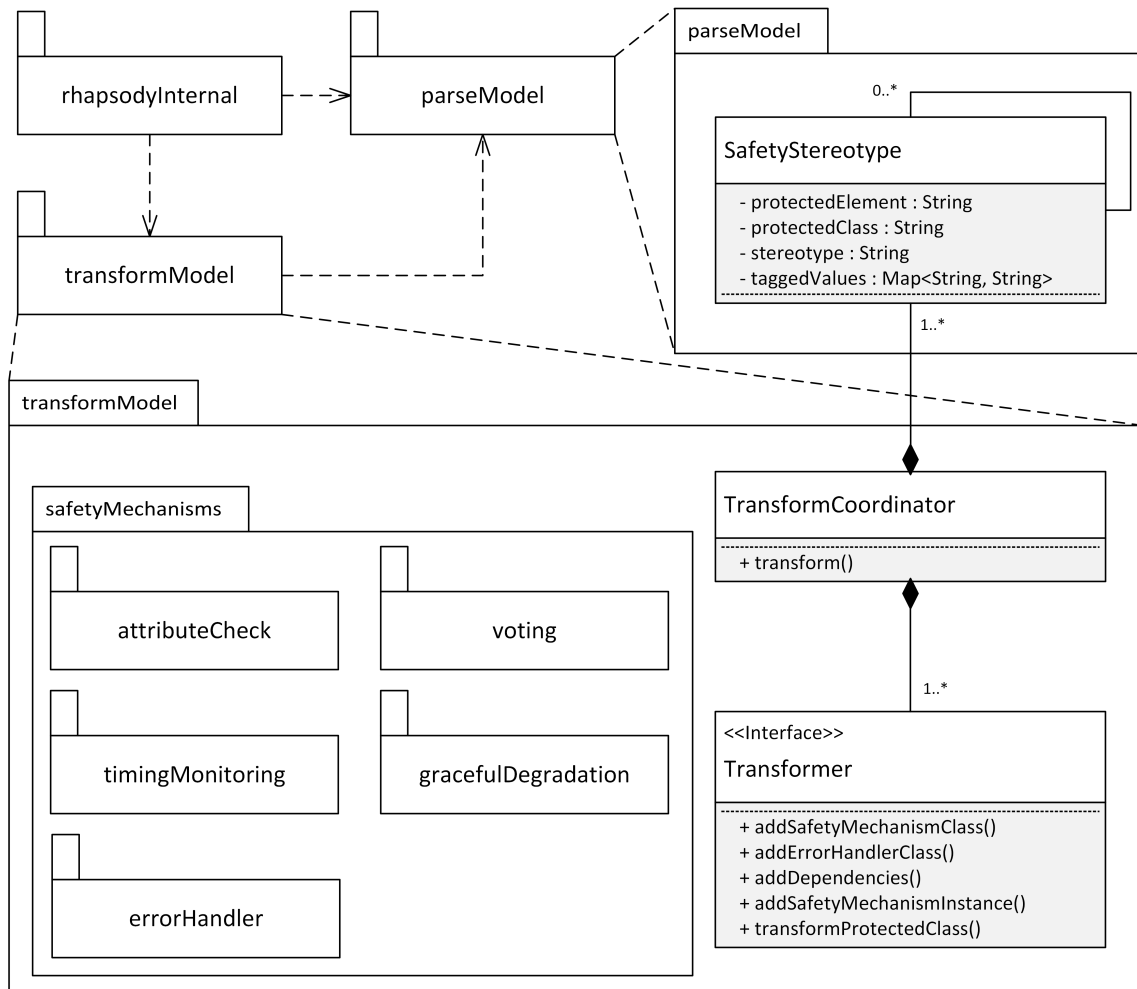 rhapsodyInternal
parseModel
transformModel
parseModel
0..*
SafetyStereotype
- protectedElement : String
- protectedClass : String
- stereotype : String
- taggedValues : Map<String, String>
1..*
transformModel
safetyMechanisms
attributeCheck
voting
timingMonitoring
gracefulDegradation
errorHandler
TransformCoordinator
+ transform()
1..*
<<Interface>>
Transformer
+ addSafetyMechanismClass()
+ addErrorHandlerClass()
+ addDependencies()
+ addSafetyMechanismInstance()
+ transformProtectedClass()